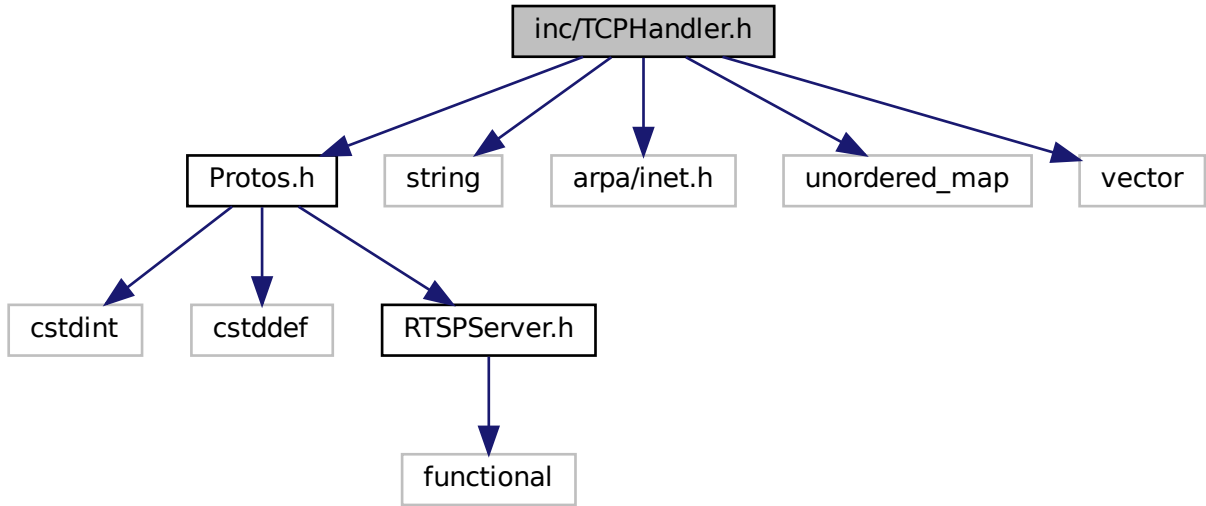 inc/TCPHandler.h
Protos.h
string
arpa/inet.h
unordered_map
vector
cstdint
cstddef
RTSPServer.h
functional